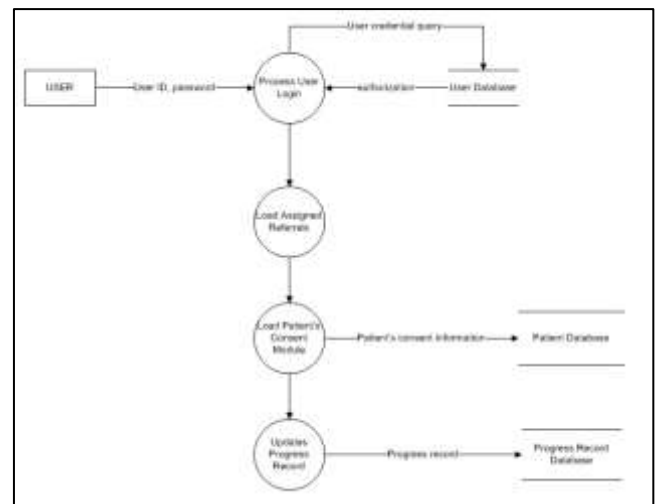 User credential query
USER
User ID, password
Process User
Login
authorization
User Database
Load Assigned
Referrals
Load Patient's
Consent
Module
Patient's consent information
Patient Database
Updates
Progress
Record
Progress record
Progress Record
Database